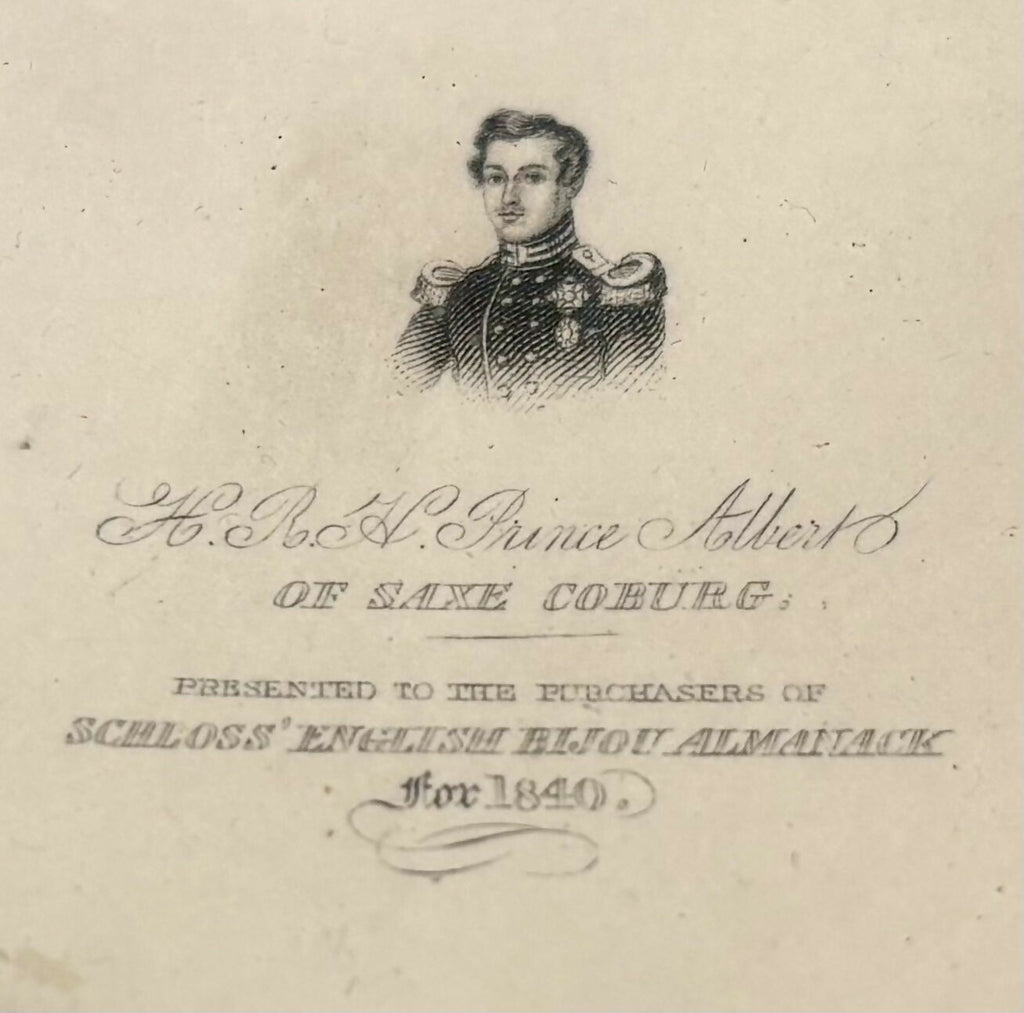 H.R.H. Prince Albert
OF SAXE COBURG;
PRESENTED TO THE PURCHASERS OF
SCHLOSS' ENGLISH BIJOU ALMANACK
For 1840.